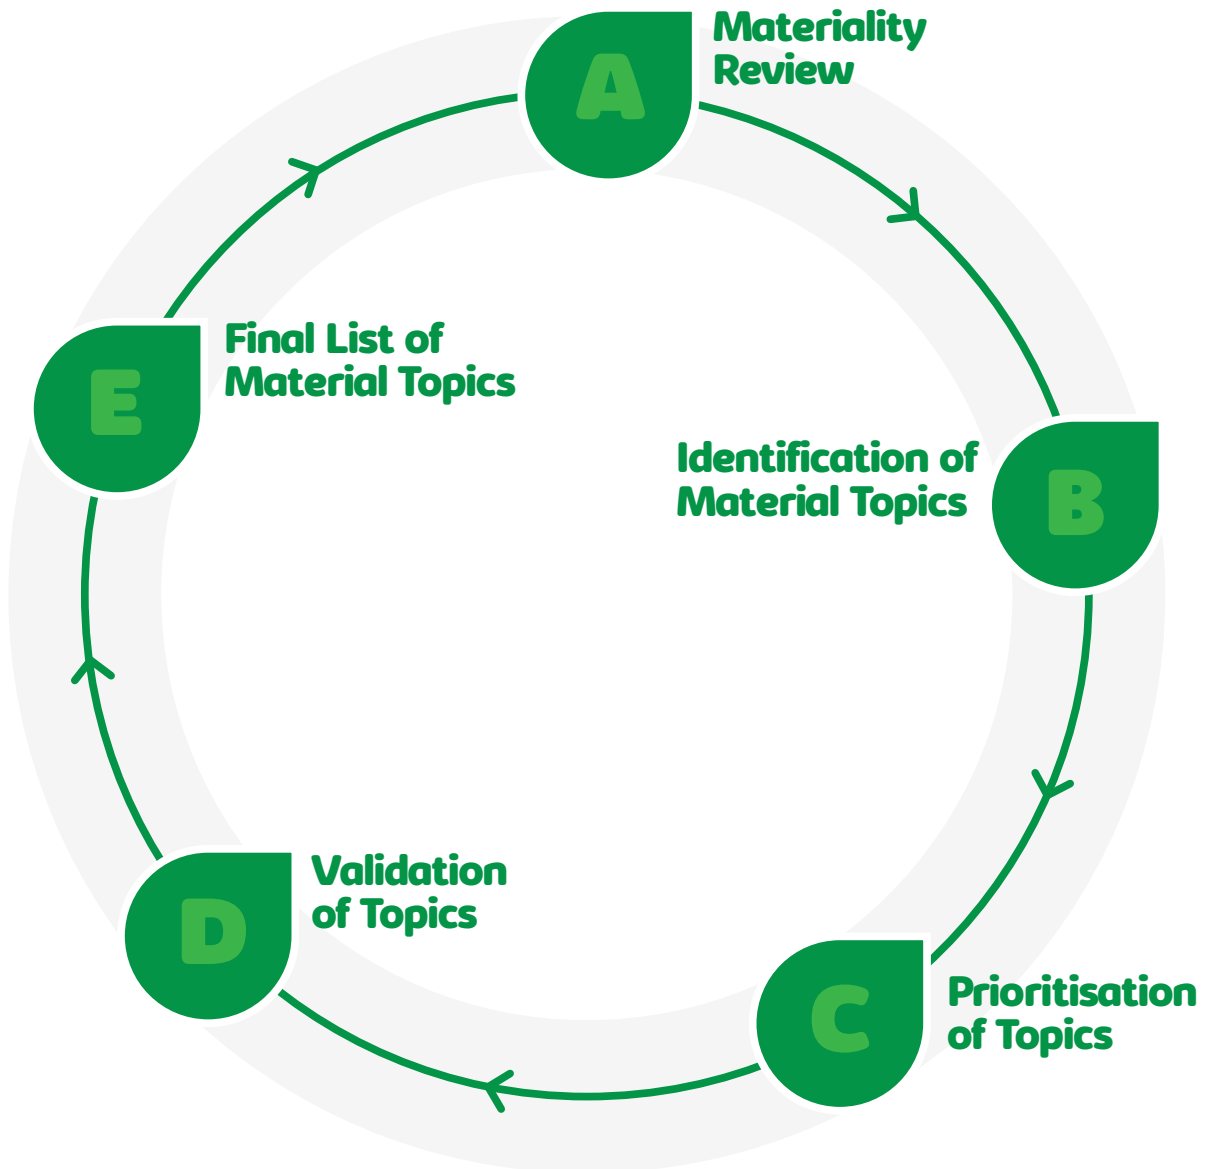 A
Materiality
Review
B
Identification of
Material Topics
C
Prioritisation
of Topics
D
Validation
of Topics
E
Final List of
Material Topics